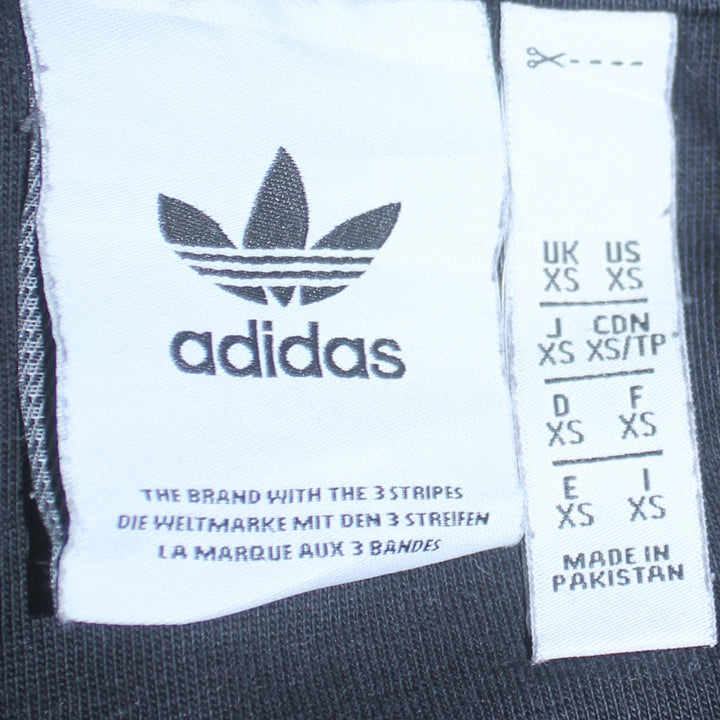 adidas
THE BRAND WITH THE 3 STRIPES
DIE WELTMARKE MIT DEN 3 STREIFEN
LA MARQUE AUX 3 BANDES
UK US
XS XS
J CDN
XS XS/TP
D F
XS XS
E I
XS XS
MADE IN
PAKISTAN